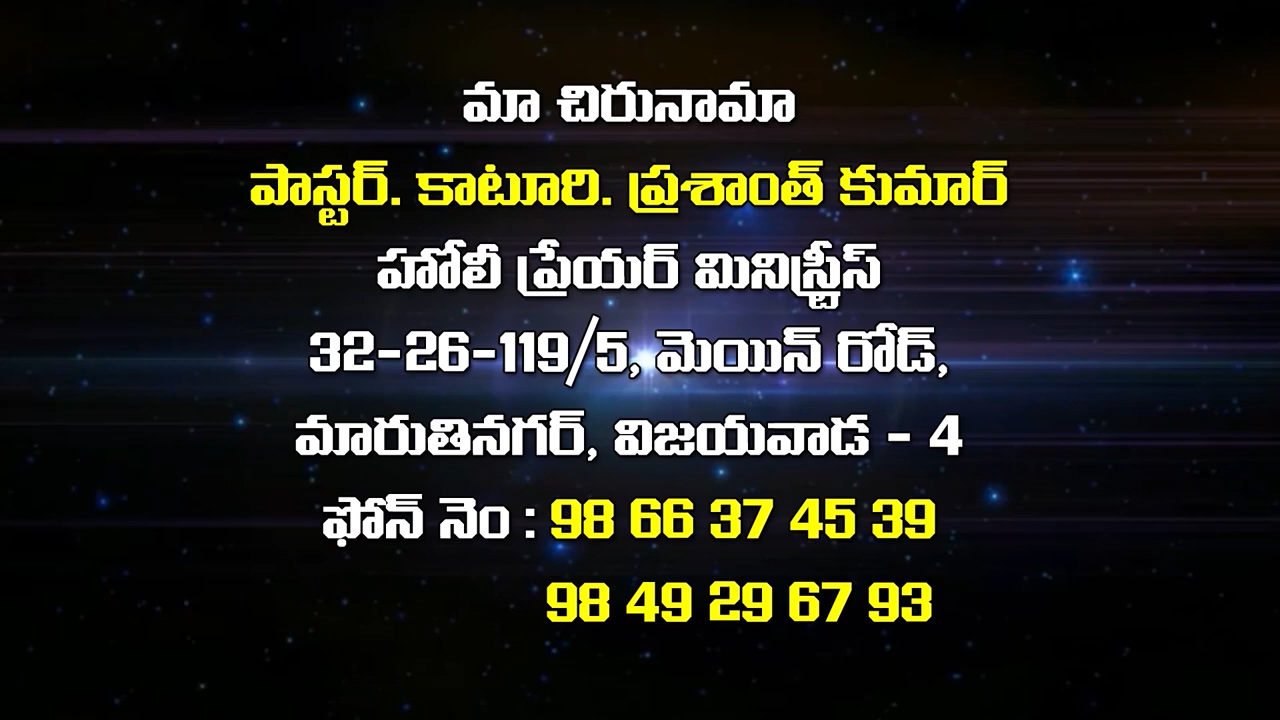 మా చిరునామా
పాస్టర్. కాటూరి. ప్రశాంత్ కుమార్
హోలీ ప్రేయర్ మినిస్ట్రీస్
32-26-119/5, మెయిన్ రోడ్,
మారుతినగర్, విజయవాడ - 4
ఫోన్ నెం : 98 66 37 45 39
98 49 29 67 93